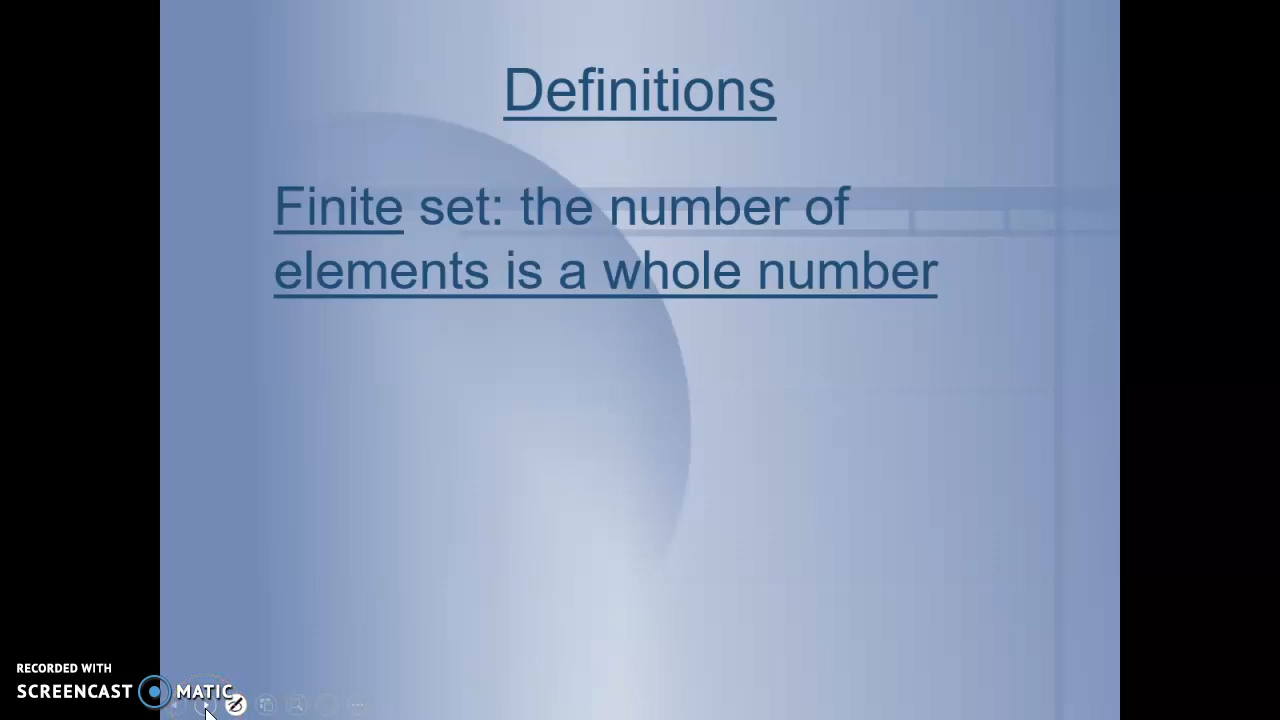 Definitions
Finite set: the number of
elements is a whole number
RECORDED WITH
SCREENCAST MATIC